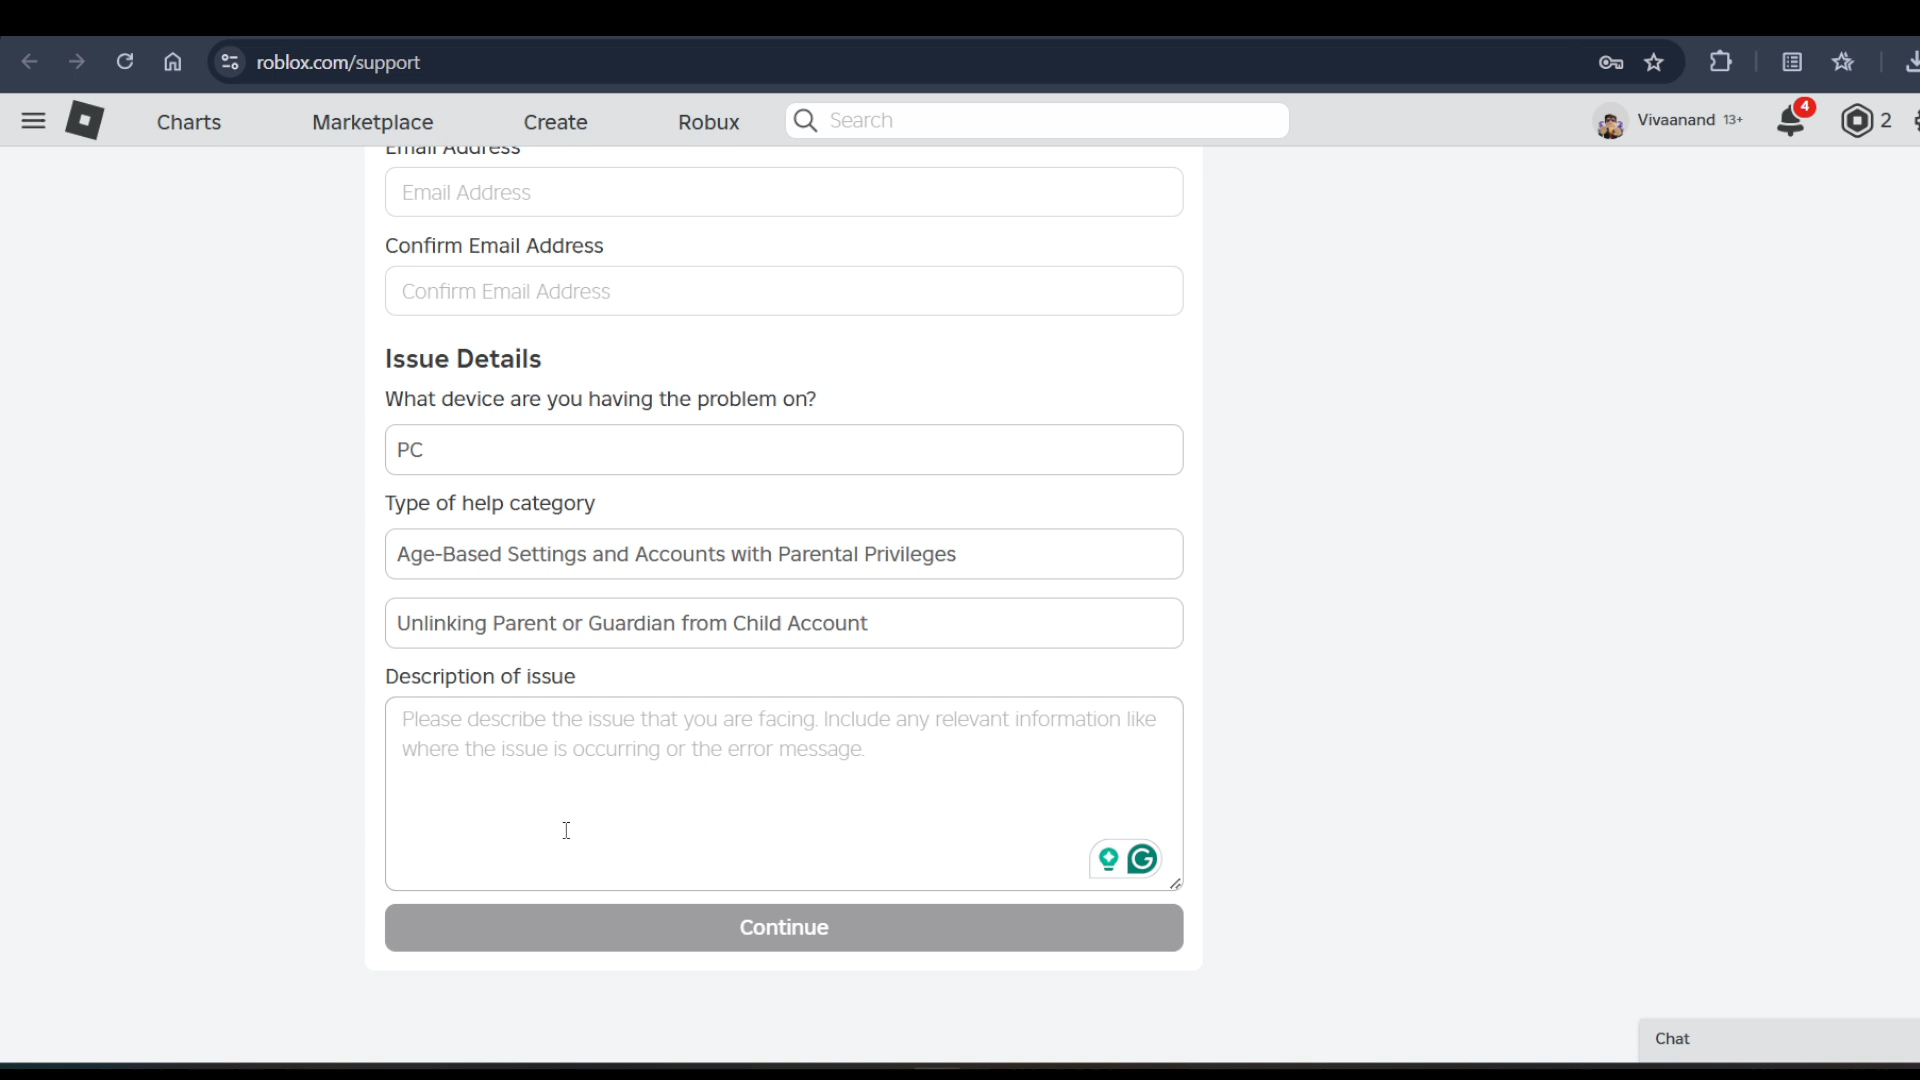 roblox.com/support
Charts
Marketplace
Create
Robux
Search
Vivaanand 13+
4
2
Email Address
Email Address
Confirm Email Address
Confirm Email Address
Issue Details
What device are you having the problem on?
PC
Type of help category
Age-Based Settings and Accounts with Parental Privileges
Unlinking Parent or Guardian from Child Account
Description of issue
Please describe the issue that you are facing. Include any relevant information like
where the issue is occurring or the error message.
Continue
Chat